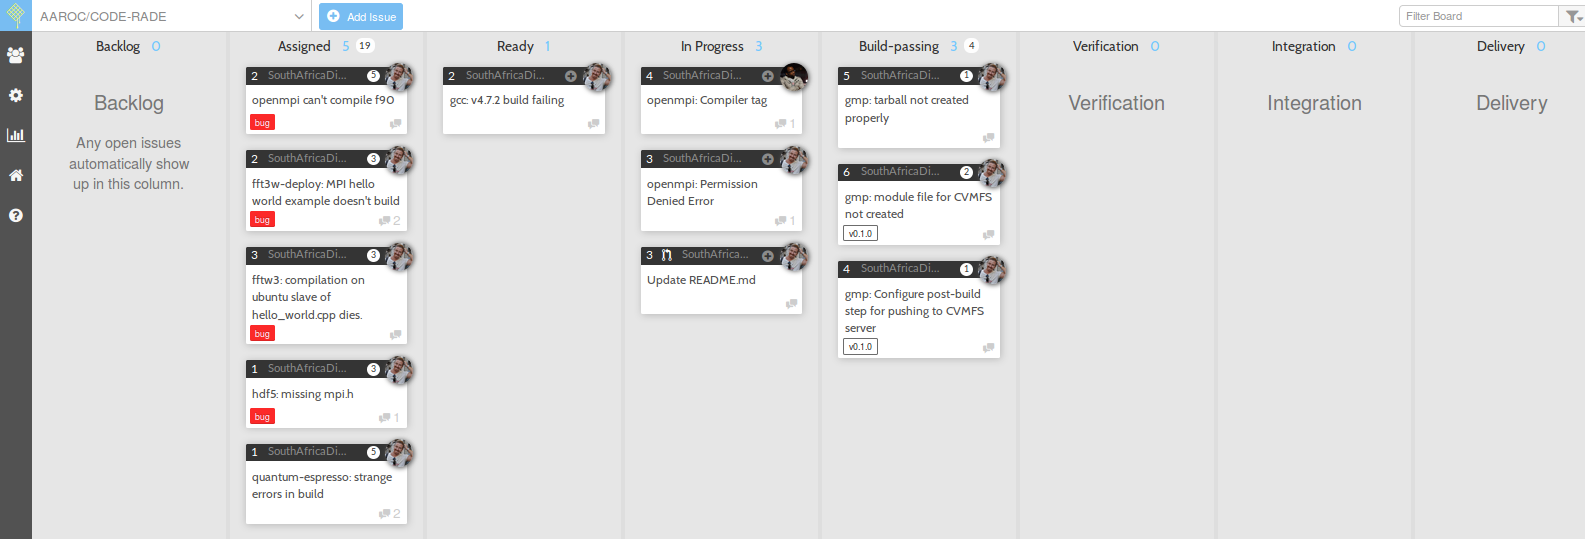 AAROC/CODE-RADE
Add Issue
Filter Board
Backlog 0
Assigned 5 19
Ready 1
In Progress 3
Build-passing 3 4
Verification 0
Integration 0
Delivery 0
Backlog
Any open issues
automatically show
up in this column.
2 SouthAfricaDi... 5
openmpi can't compile f90
bug
2 SouthAfricaDi... 3
fft3w-deploy: MPI hello
world example doesn't build
bug
2
3 SouthAfricaDi... 3
fftw3: compilation on
ubuntu slave of
hello_world.cpp dies.
bug
1 SouthAfricaDi... 3
hdf5: missing mpi.h
bug
1
1 SouthAfricaDi... 5
quantum-espresso: strange
errors in build
2
2 SouthAfricaDi...
gcc: v4.7.2 build failing
4 SouthAfricaDi...
openmpi: Compiler tag
1
3 SouthAfricaDi...
openmpi: Permission
Denied Error
1
3 SouthAfrica...
Update README.md
5 SouthAfricaDi... 1
gmp: tarball not created
properly
6 SouthAfricaDi... 2
gmp: module file for CVMFS
not created
v0.1.0
4 SouthAfricaDi... 1
gmp: Configure post-build
step for pushing to CVMFS
server
v0.1.0
Verification
Integration
Delivery